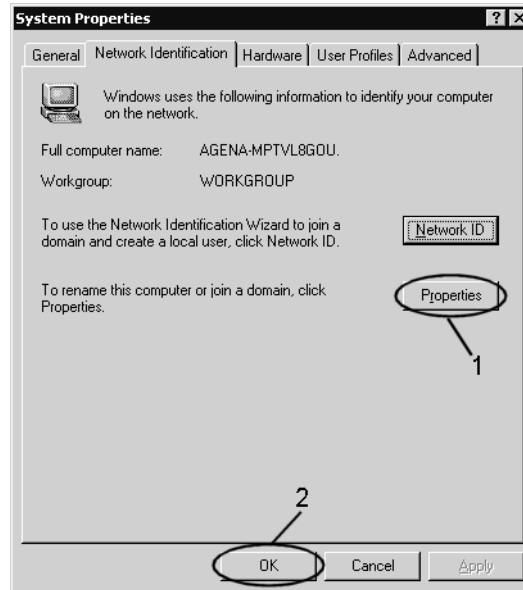 System Properties ? X
General Network Identification Hardware User Profiles Advanced
Windows uses the following information to identify your computer
on the network.
Full computer name: AGENA-MPTVL8GOU.
Workgroup: WORKGROUP
To use the Network Identification Wizard to join a
domain and create a local user, click Network ID.
Network ID
To rename this computer or join a domain, click
Properties.
Properties
1
2
OK Cancel Apply